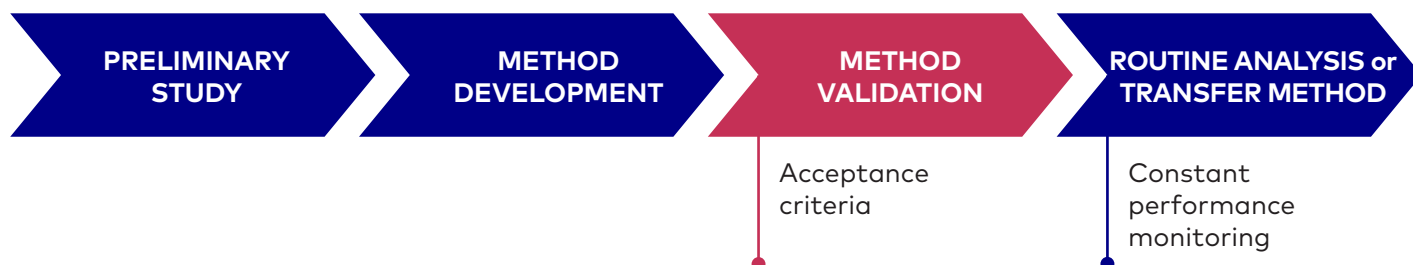 PRELIMINARY
STUDY
METHOD
DEVELOPMENT
METHOD
VALIDATION
ROUTINE ANALYSIS or
TRANSFER METHOD
Acceptance
criteria
Constant
performance
monitoring